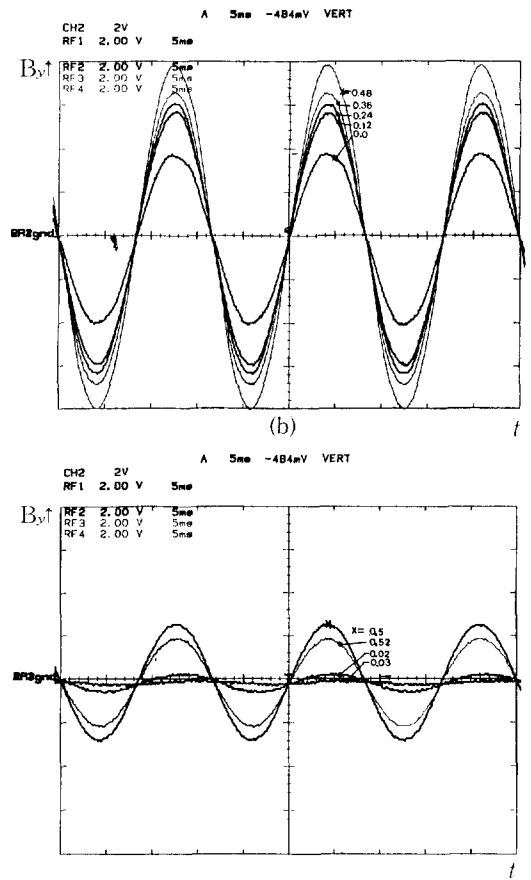 A 5ms -484mV VERT
CH2 2V
RF1 2.00 V 5ms
RF2 2.00 V 5ms
RF3 2.00 V 5ms
RF4 2.00 V 5ms
By↑
X=0.48
0.36
0.24
0.12
0.0
gnd
(b)
t
A 5ms -484mV VERT
CH2 2V
RF1 2.00 V 5ms
RF2 2.00 V 5ms
RF3 2.00 V 5ms
RF4 2.00 V 5ms
By↑
X= 0.5
0.52
0.02
0.03
gnd
t